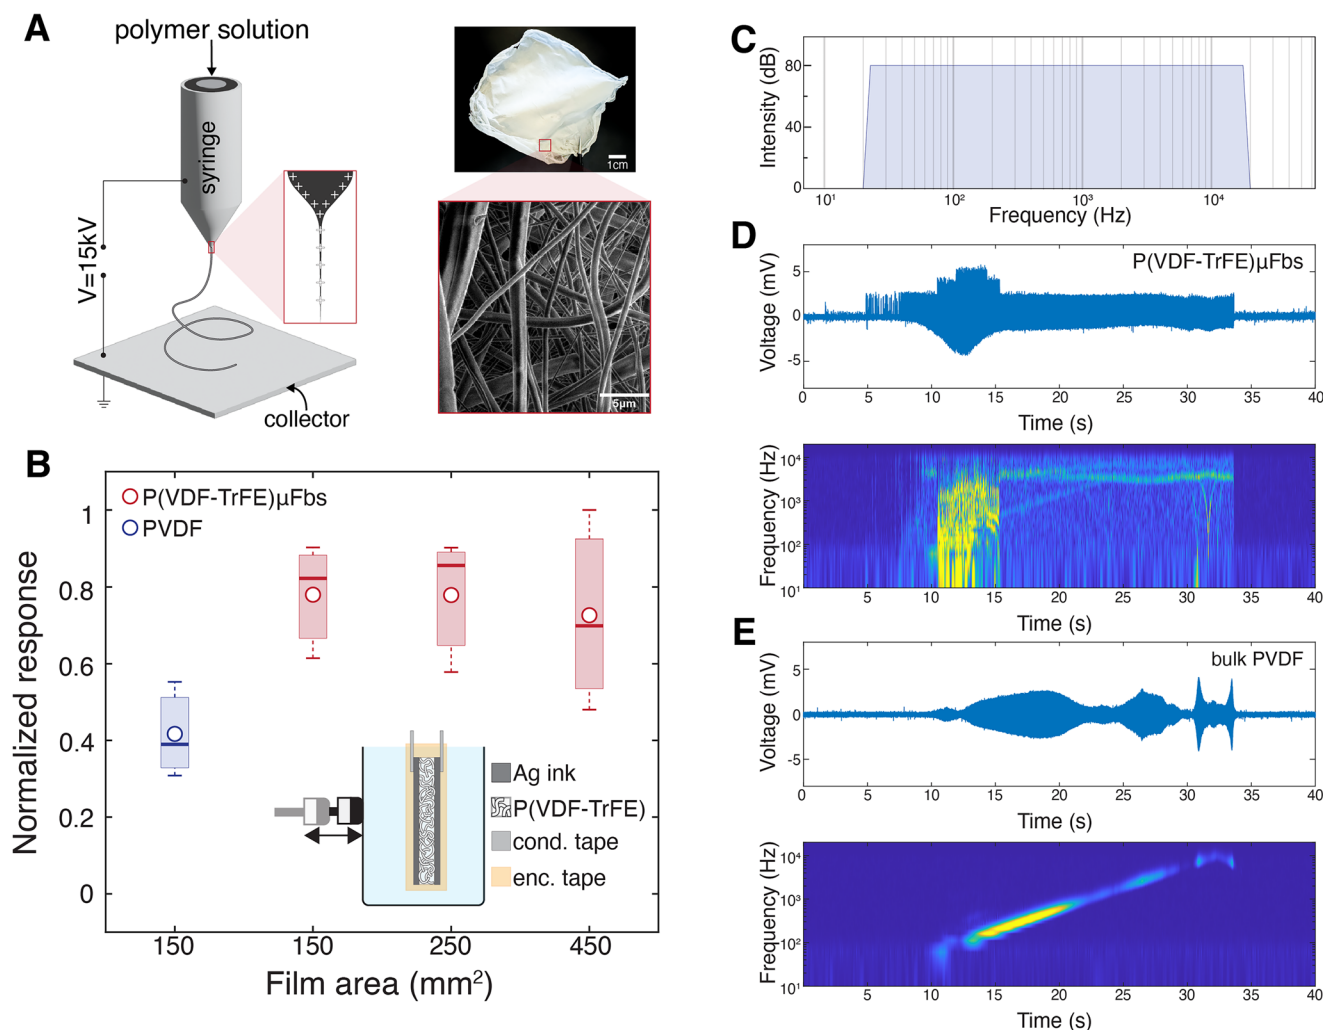 A
polymer solution
syringe
V=15kV
collector
1cm
5µm
B
P(VDF-TrFE)µFbs
PVDF
Normalized response
1
0.8
0.6
0.4
0.2
0
Ag ink
P(VDF-TrFE)
cond. tape
enc. tape
150 150 250 450
Film area (mm²)
C
Intensity (dB)
80
40
0
10¹ 10² 10³ 10⁴
Frequency (Hz)
D
P(VDF-TrFE)µFbs
Voltage (mV)
5
0
-5
0 5 10 15 20 25 30 35 40
Time (s)
Frequency (Hz)
10⁴
10³
10²
10¹
5 10 15 20 25 30 35 40
Time (s)
E
bulk PVDF
Voltage (mV)
5
0
-5
0 5 10 15 20 25 30 35 40
Time (s)
Frequency (Hz)
10⁴
10³
10²
10¹
5 10 15 20 25 30 35 40
Time (s)